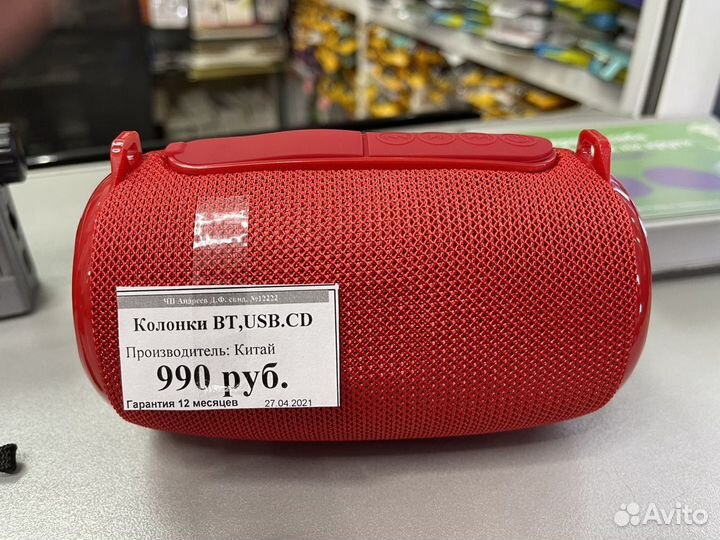 ЧП Андреев Д.Ф. свид. №12222
Колонки BT,USB.CD
Производитель: Китай
990 руб.
Гарантия 12 месяцев 27.04.2021
Avito